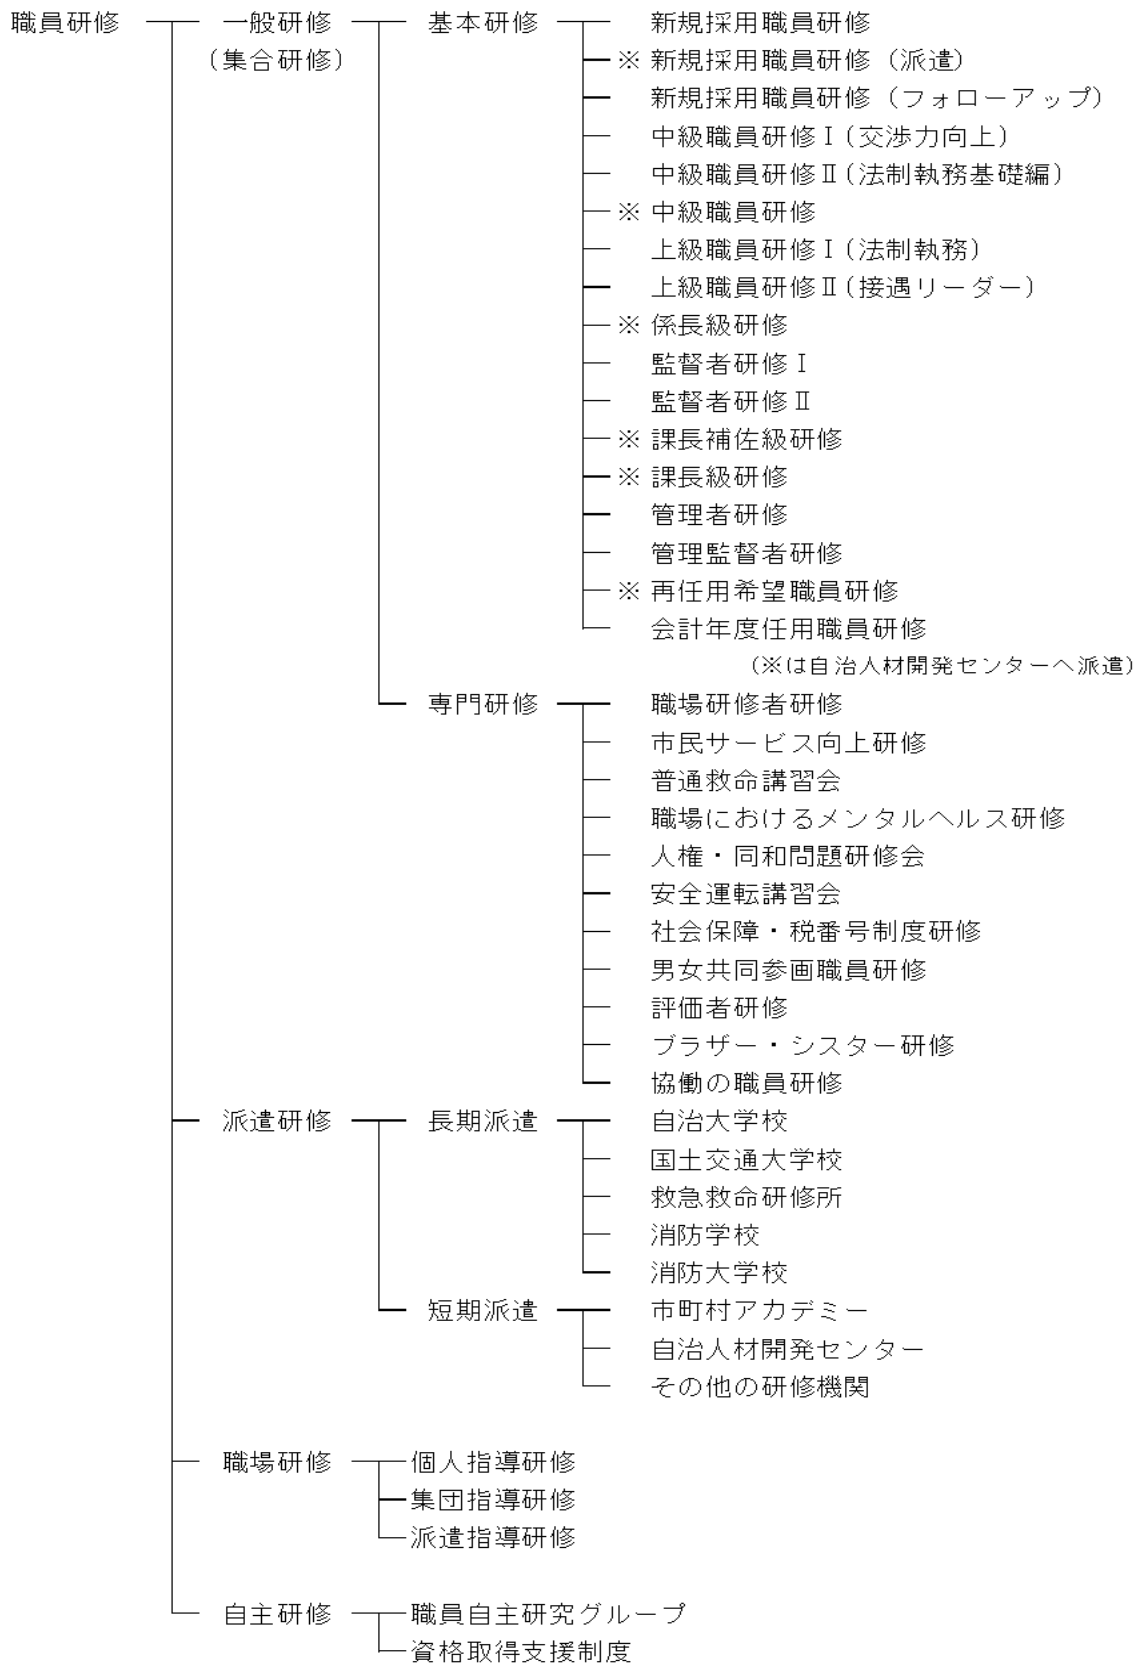 職員研修 一般研修 基本研修 新規採用職員研修
(集合研修) ※ 新規採用職員研修（派遣）
新規採用職員研修（フォローアップ）
中級職員研修Ⅰ（交渉力向上）
中級職員研修Ⅱ（法制執務基礎編）
※ 中級職員研修
上級職員研修Ⅰ（法制執務）
上級職員研修Ⅱ（接遇リーダー）
※ 係長級研修
監督者研修Ⅰ
監督者研修Ⅱ
※ 課長補佐級研修
※ 課長級研修
管理者研修
管理監督者研修
※ 再任用希望職員研修
会計年度任用職員研修
（※は自治人材開発センターへ派遣）
専門研修 職場研修者研修
市民サービス向上研修
普通救命講習会
職場におけるメンタルヘルス研修
人権・同和問題研修会
安全運転講習会
社会保障・税番号制度研修
男女共同参画職員研修
評価者研修
ブラザー・シスター研修
協働の職員研修
派遣研修 長期派遣 自治大学校
国土交通大学校
救急救命研修所
消防学校
消防大学校
短期派遣 市町村アカデミー
自治人材開発センター
その他の研修機関
職場研修 個人指導研修
集団指導研修
派遣指導研修
自主研修 職員自主研究グループ
資格取得支援制度